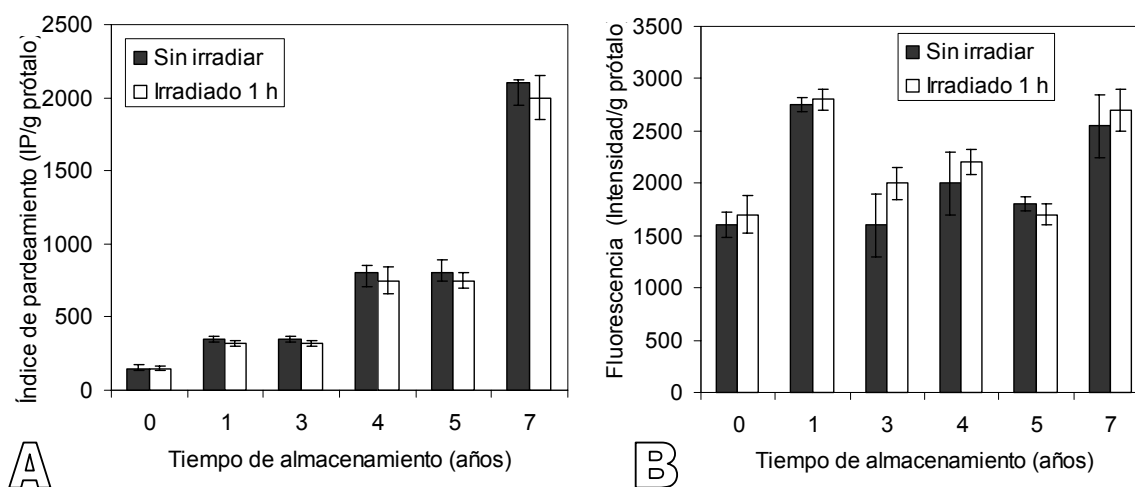 Índice de pardeamiento (IP/g prótalo)
2500
2000
1500
1000
500
0
Sin irradiar
Irradiado 1 h
0 1 3 4 5 7
Tiempo de almacenamiento (años)
A
Fluorescencia (Intensidad/g prótalo)
3500
3000
2500
2000
1500
1000
500
0
Sin irradiar
Irradiado 1 h
0 1 3 4 5 7
Tiempo de almacenamiento (años)
B